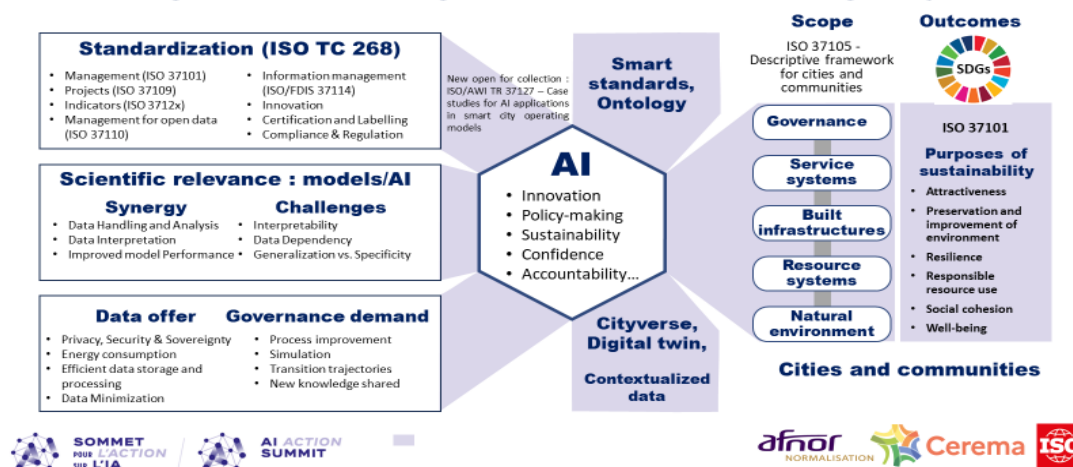 Standardization (ISO TC 268)
• Management (ISO 37101)
• Projects (ISO 37109)
• Indicators (ISO 3712x)
• Management for open data
(ISO 37110)
• Information management
(ISO/FDIS 37114)
• Innovation
• Certification and Labelling
• Compliance & Regulation
New open for collection :
ISO/AWI TR 37127 – Case
studies for AI applications
in smart city operating
models
Smart
standards,
Ontology
Scientific relevance : models/AI
Synergy
• Data Handling and Analysis
• Data Interpretation
• Improved model Performance
Challenges
• Interpretability
• Data Dependency
• Generalization vs. Specificity
Data offer
• Privacy, Security & Sovereignty
• Energy consumption
• Efficient data storage and
processing
• Data Minimization
Governance demand
• Process improvement
• Simulation
• Transition trajectories
• New knowledge shared
AI
• Innovation
• Policy-making
• Sustainability
• Confidence
• Accountability...
Cityverse,
Digital twin,
Contextualized
data
Scope
ISO 37105 -
Descriptive framework
for cities and
communities
Governance
Service
systems
Built
infrastructures
Resource
systems
Natural
environment
Outcomes
SDGs
ISO 37101
Purposes of
sustainability
• Attractiveness
• Preservation and
improvement of
environment
• Resilience
• Responsible
resource use
• Social cohesion
• Well-being
Cities and communities
SOMMET
POUR L'ACTION
SUR L'IA
AI ACTION
SUMMIT
afnor
NORMALISATION
Cerema
ISO